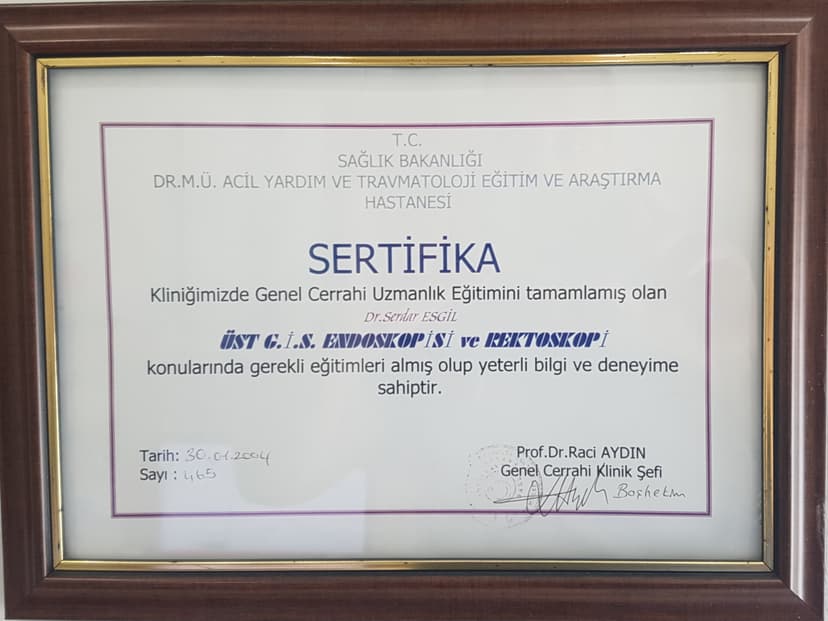 T.C.
SAĞLIK BAKANLIĞI
DR.M.Ü. ACİL YARDIM VE TRAVMATOLOJİ EĞİTİM VE ARAŞTIRMA
HASTANESİ
SERTİFİKA
Kliniğimizde Genel Cerrahi Uzmanlık Eğitimini tamamlamış olan
Dr.Serdar ESGİL
ÜST G.İ.S. ENDOSKOPİSİ ve REKTOSKOPİ
konularında gerekli eğitimleri almış olup yeterli bilgi ve deneyime
sahiptir.
Tarih: 30.01.2004
Sayı : 465
Prof.Dr.Raci AYDIN
Genel Cerrahi Klinik Şefi
Başhekim